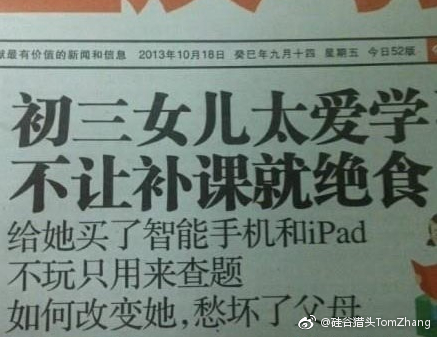 献最有价值的新闻和信息 2013年10月18日 癸巳年九月十四 星期五 今日52版
初三女儿太爱学
不让补课就绝食
给她买了智能手机和iPad
不玩只用来查题
如何改变她,愁坏了父母
@硅谷猎头TomZhang